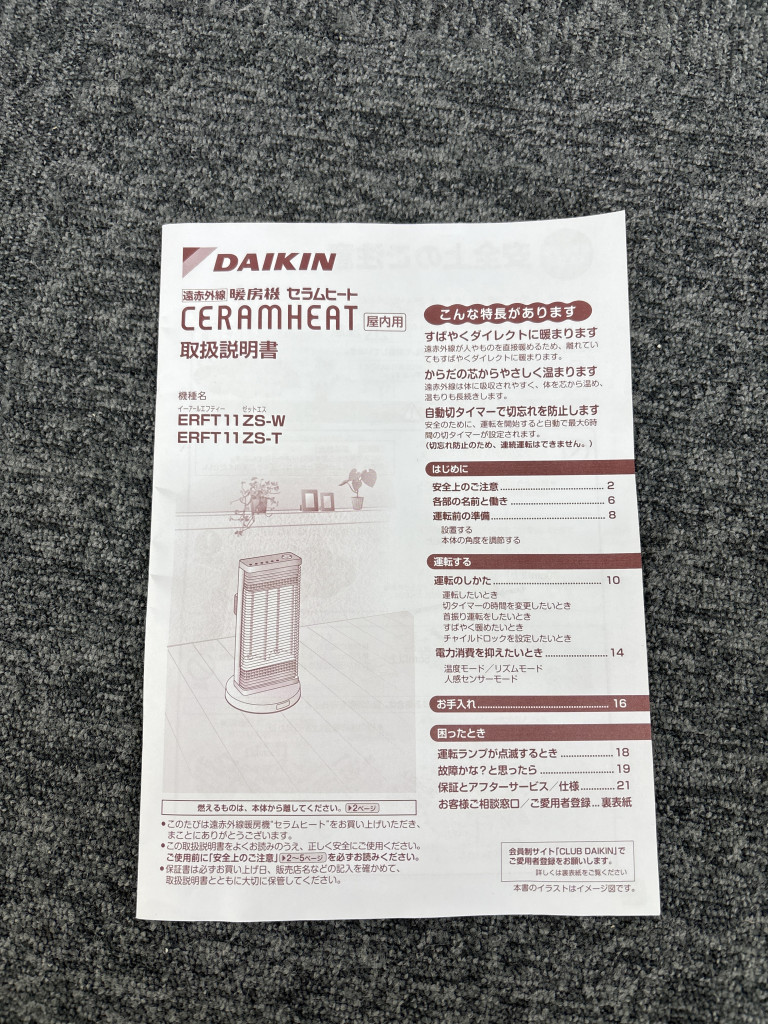 DAIKIN
遠赤外線 暖房機 セラムヒート
CERAMHEAT 屋内用
取扱説明書
機種名
イーアールエフティー ゼットエス
ERFT11ZS-W
ERFT11ZS-T
燃えるものは、本体から離してください。 2ページ
●このたびは遠赤外線暖房機“セラムヒート”をお買い上げいただき、
まことにありがとうございます。
●この取扱説明書をよくお読みのうえ、正しく安全にご使用ください。
ご使用前に「安全上のご注意」 2〜5ページ を必ずお読みください。
●保証書は必ずお買い上げ日、販売店名などの記入を確かめて、
取扱説明書とともに大切に保管してください。
こんな特長があります
すばやくダイレクトに暖まります
遠赤外線が人やものを直接暖めるため、離れてい
てもすばやくダイレクトに暖まります。
からだの芯からやさしく温まります
遠赤外線は体に吸収されやすく、体を芯から温め、
温もりも長続きします。
自動切タイマーで切忘れを防止します
安全のために、運転を開始すると自動で最大6時
間の切タイマーが設定されます。
(切忘れ防止のため、連続運転はできません。)
はじめに
安全上のご注意 2
各部の名前と働き 6
運転前の準備 8
設置する
本体の角度を調節する
運転する
運転のしかた 10
運転したいとき
切タイマーの時間を変更したいとき
首振り運転をしたいとき
すばやく暖めたいとき
チャイルドロックを設定したいとき
電力消費を抑えたいとき 14
温度モード/リズムモード
人感センサーモード
お手入れ 16
困ったとき
運転ランプが点滅するとき 18
故障かな?と思ったら 19
保証とアフターサービス/仕様 21
お客様ご相談窓口/ご愛用者登録 裏表紙
会員制サイト「CLUB DAIKIN」で
ご愛用者登録をお願いします。
詳しくは裏表紙をご覧ください
本書のイラストはイメージ図です。